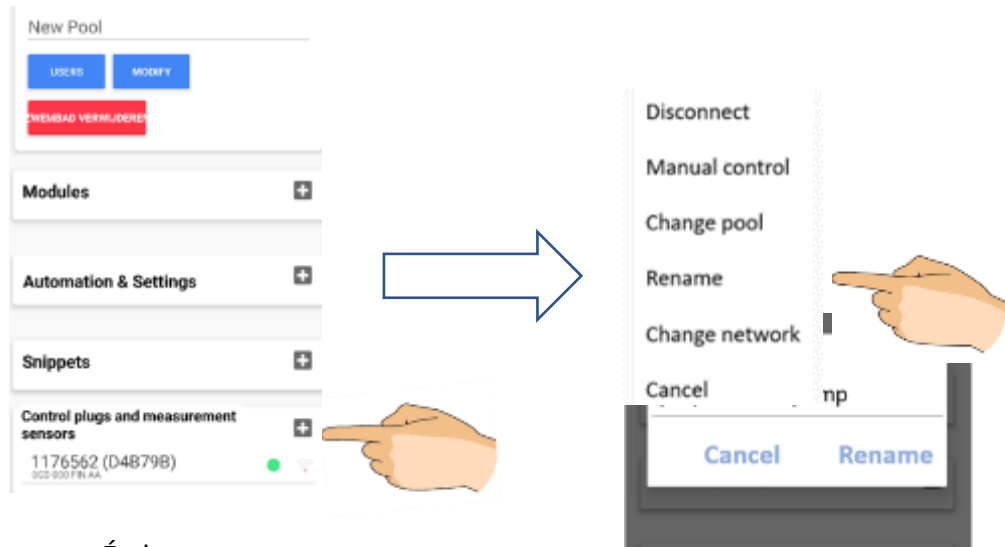 New Pool
USERS
MODIFY
ZWEMBAD VERWIJDEREN
Modules
Automation & Settings
Snippets
Control plugs and measurement
sensors
1176562 (D4B79B)
Disconnect
Manual control
Change pool
Rename
Change network
Cancel
mp
Cancel
Rename